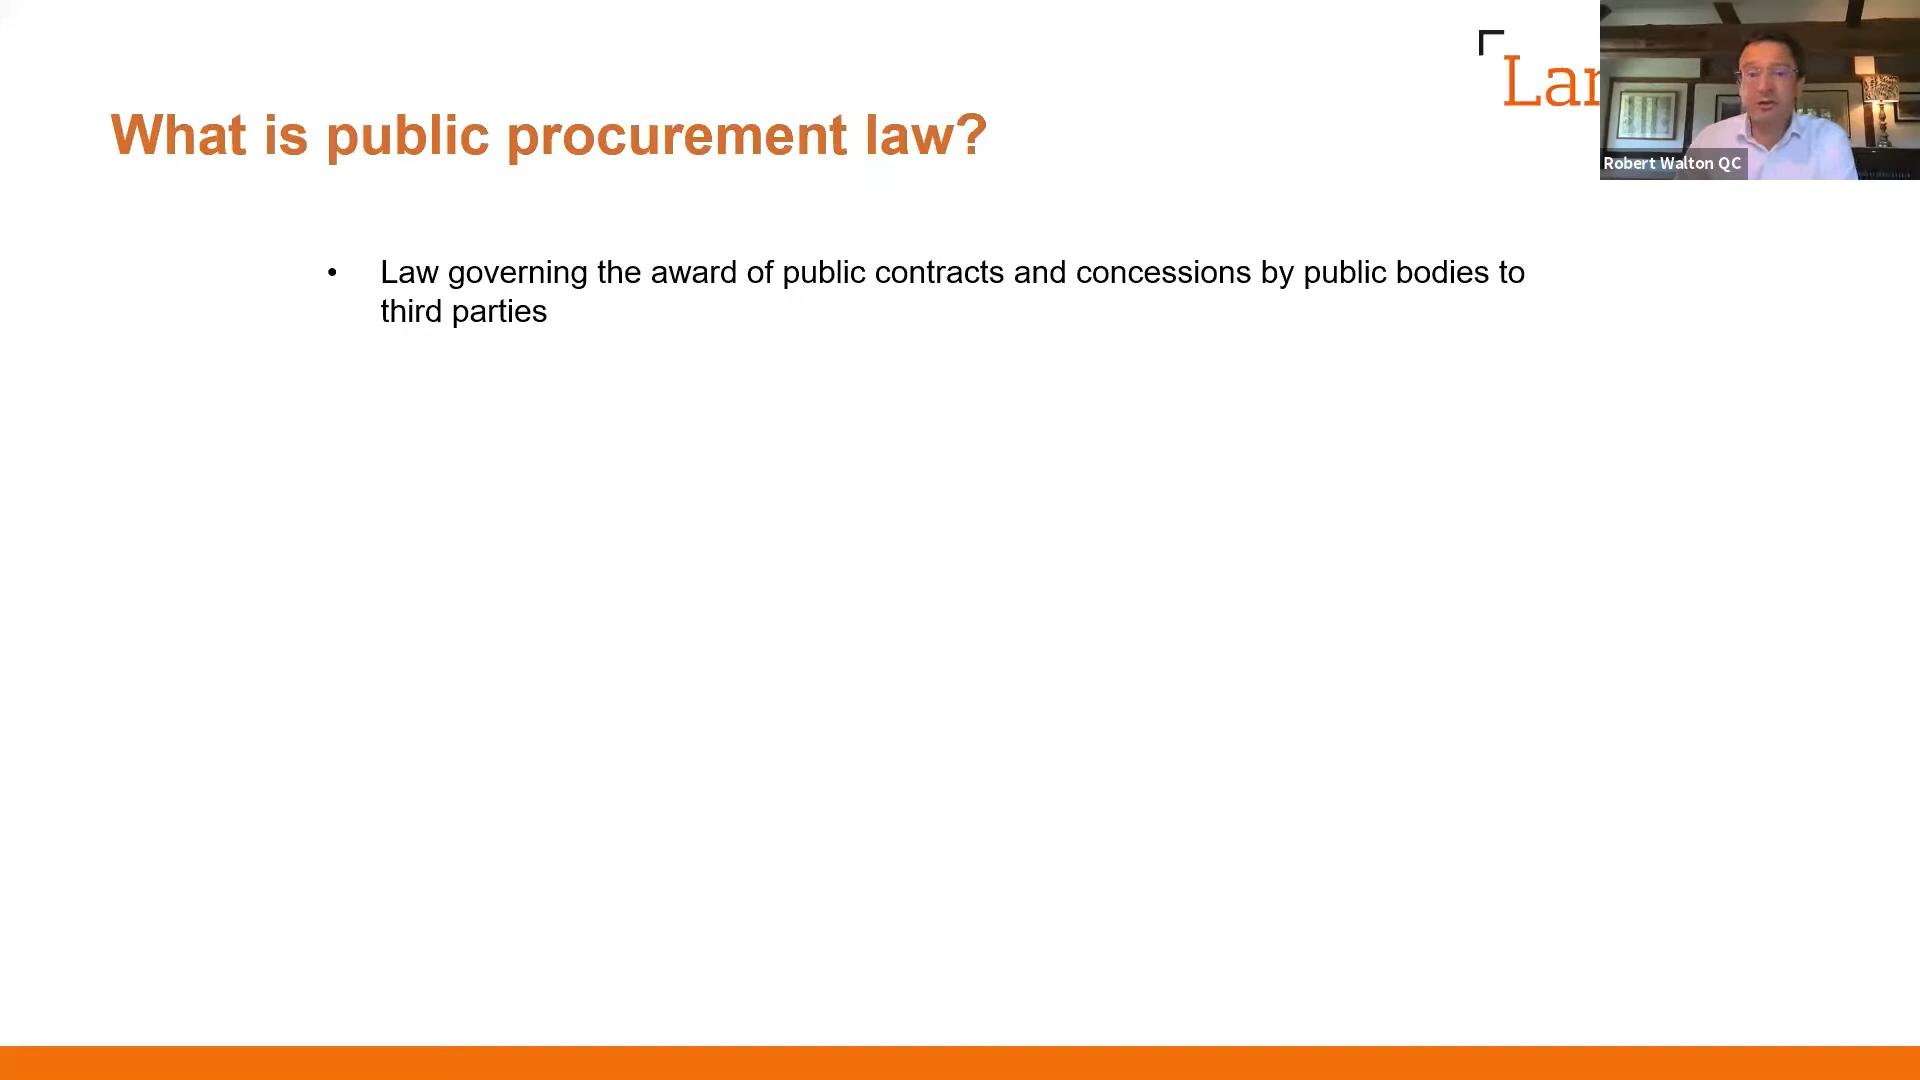 What is public procurement law?
Lan
Robert Walton QC
• Law governing the award of public contracts and concessions by public bodies to
third parties